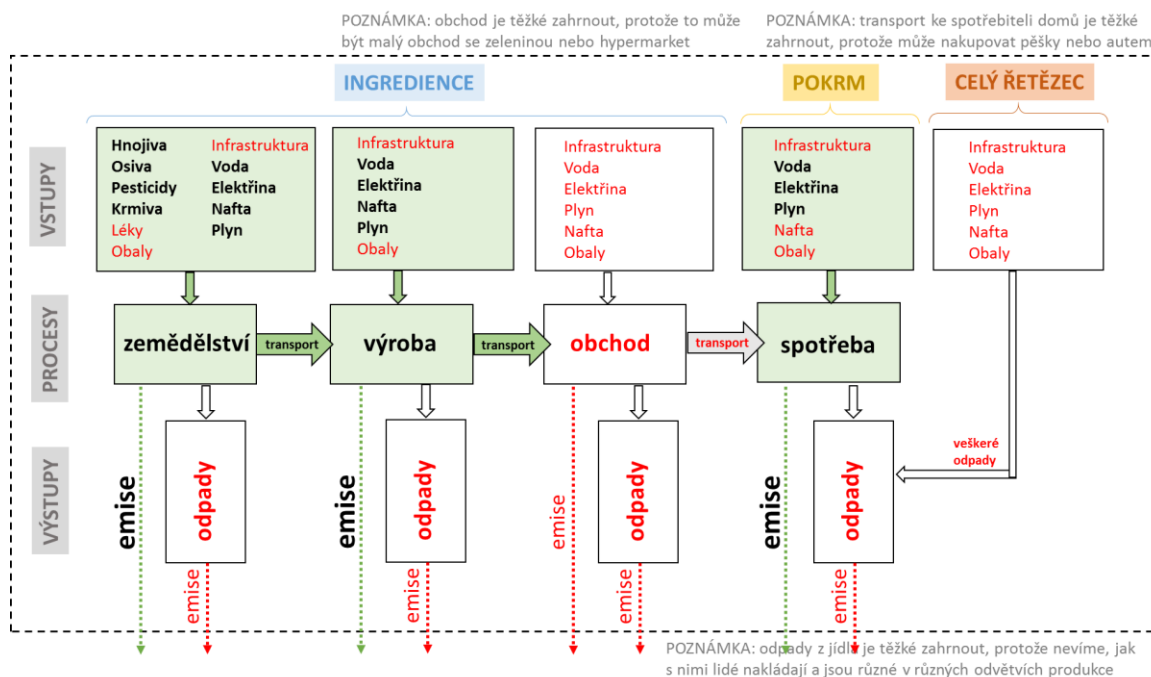 POZNÁMKA: obchod je těžké zahrnout, protože to může
být malý obchod se zeleninou nebo hypermarket
POZNÁMKA: transport ke spotřebiteli domů je těžké
zahrnout, protože může nakupovat pěšky nebo autem
INGREDIENCE
POKRM
CELÝ ŘETĚZEC
VSTUPY
Hnojiva
Osiva
Pesticidy
Krmiva
Léky
Obaly
Infrastruktura
Voda
Elektřina
Nafta
Plyn
Infrastruktura
Voda
Elektřina
Nafta
Plyn
Obaly
Infrastruktura
Voda
Elektřina
Plyn
Nafta
Obaly
Infrastruktura
Voda
Elektřina
Plyn
Nafta
Obaly
Infrastruktura
Voda
Elektřina
Plyn
Nafta
Obaly
PROCESY
zemědělství
transport
výroba
transport
obchod
transport
spotřeba
VÝSTUPY
emise
odpady
emise
emise
odpady
emise
emise
odpady
emise
emise
odpady
emise
veškeré
odpady
POZNÁMKA: odpady z jídla je těžké zahrnout, protože nevíme, jak
s nimi lidé nakládají a jsou různé v různých odvětvích produkce